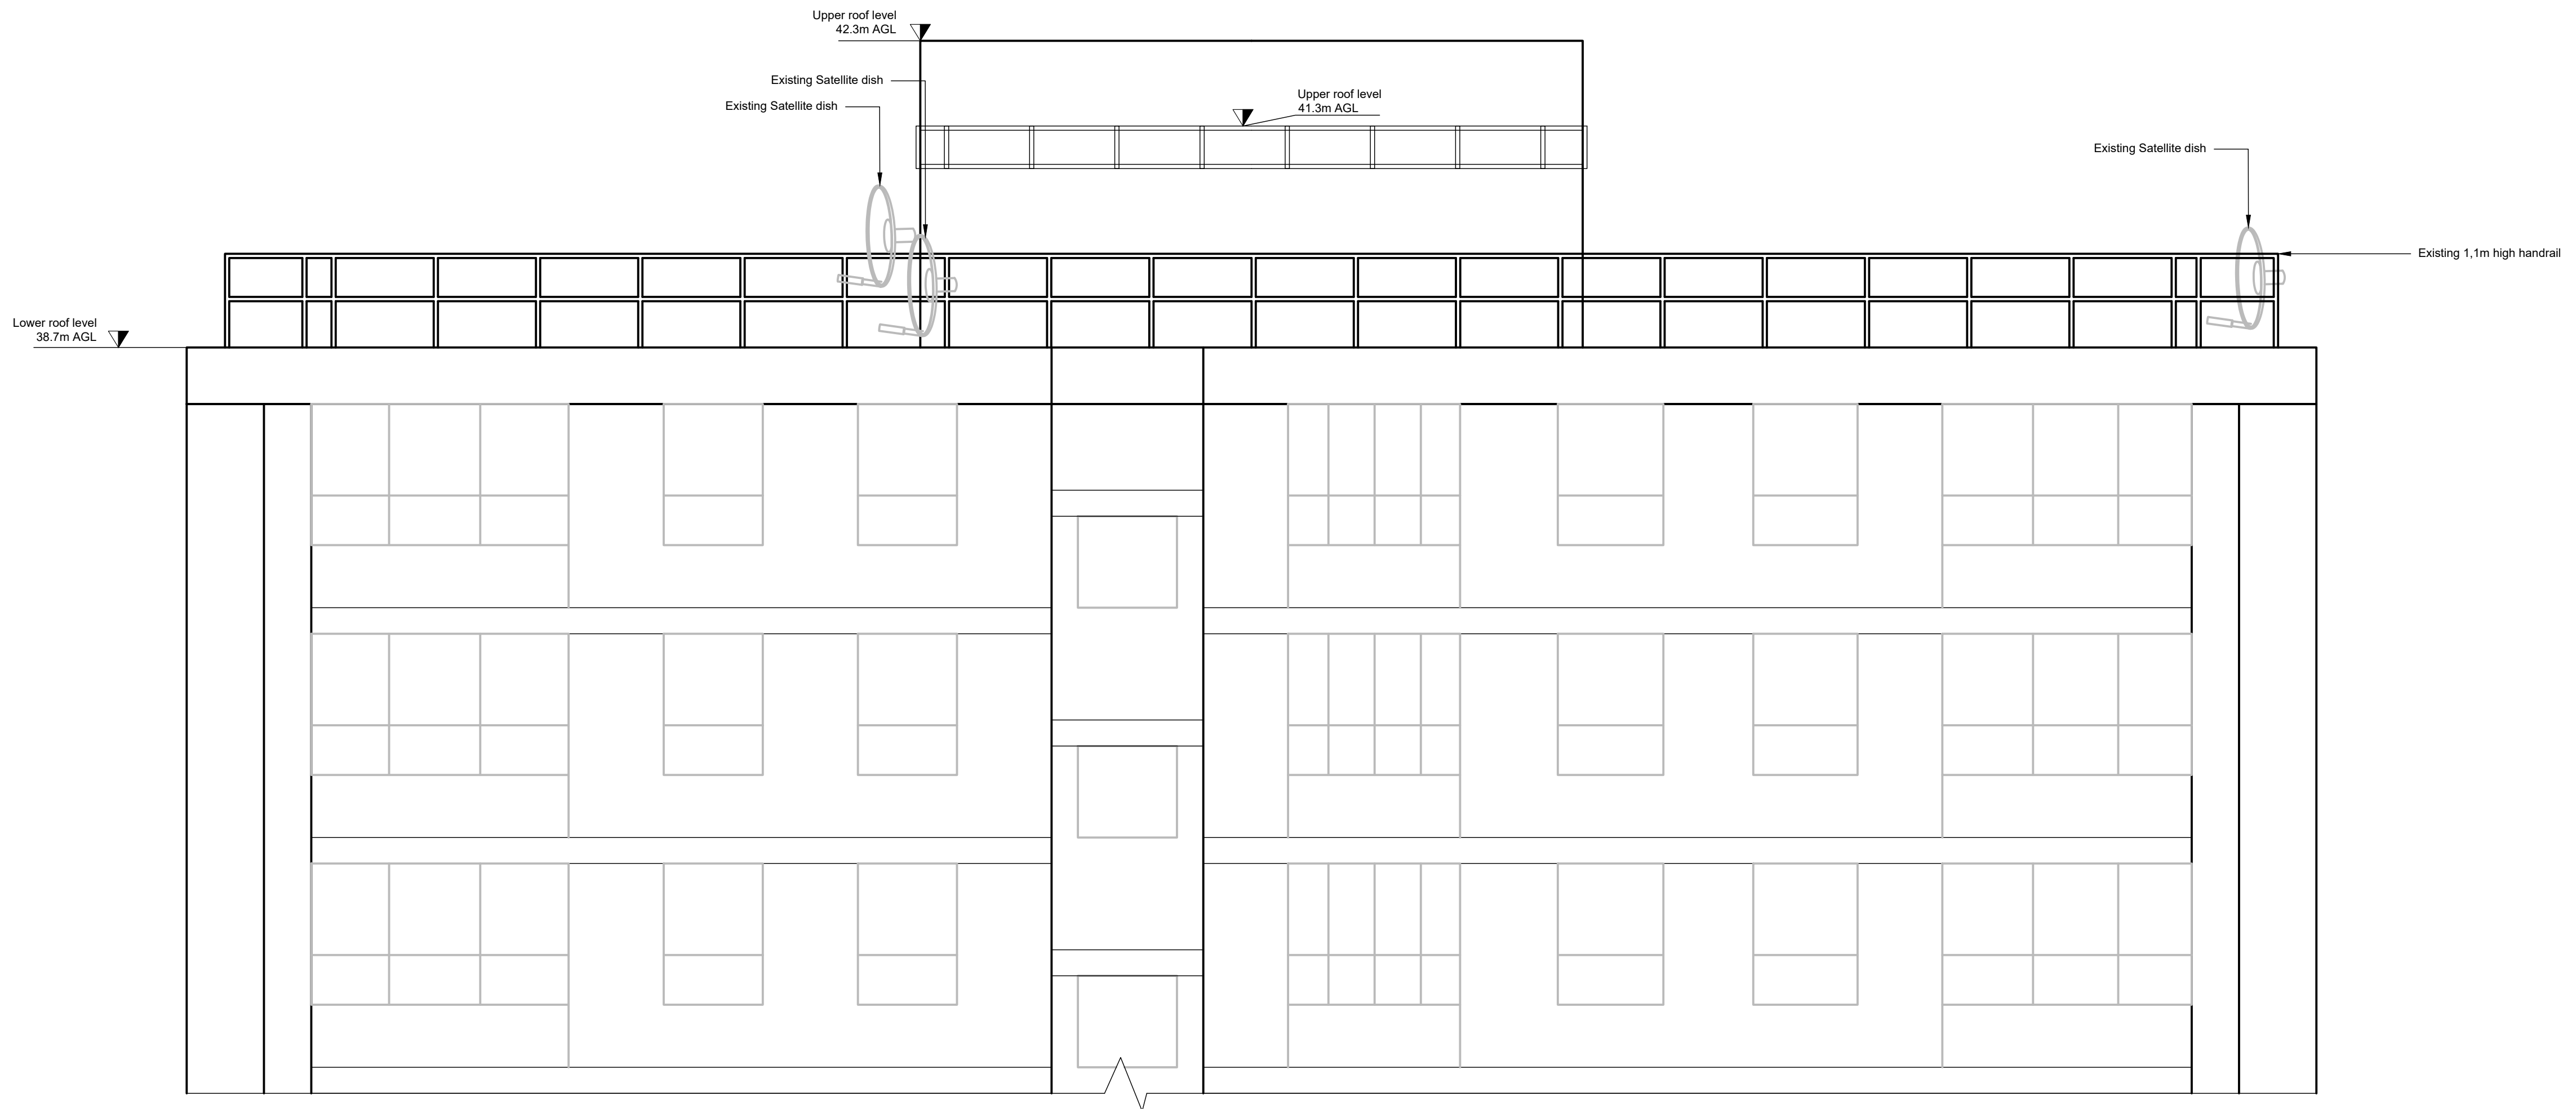 Upper roof level
42.3m AGL
Existing Satellite dish
Existing Satellite dish
Upper roof level
41.3m AGL
Existing Satellite dish
Existing 1,1m high handrail
Lower roof level
38.7m AGL